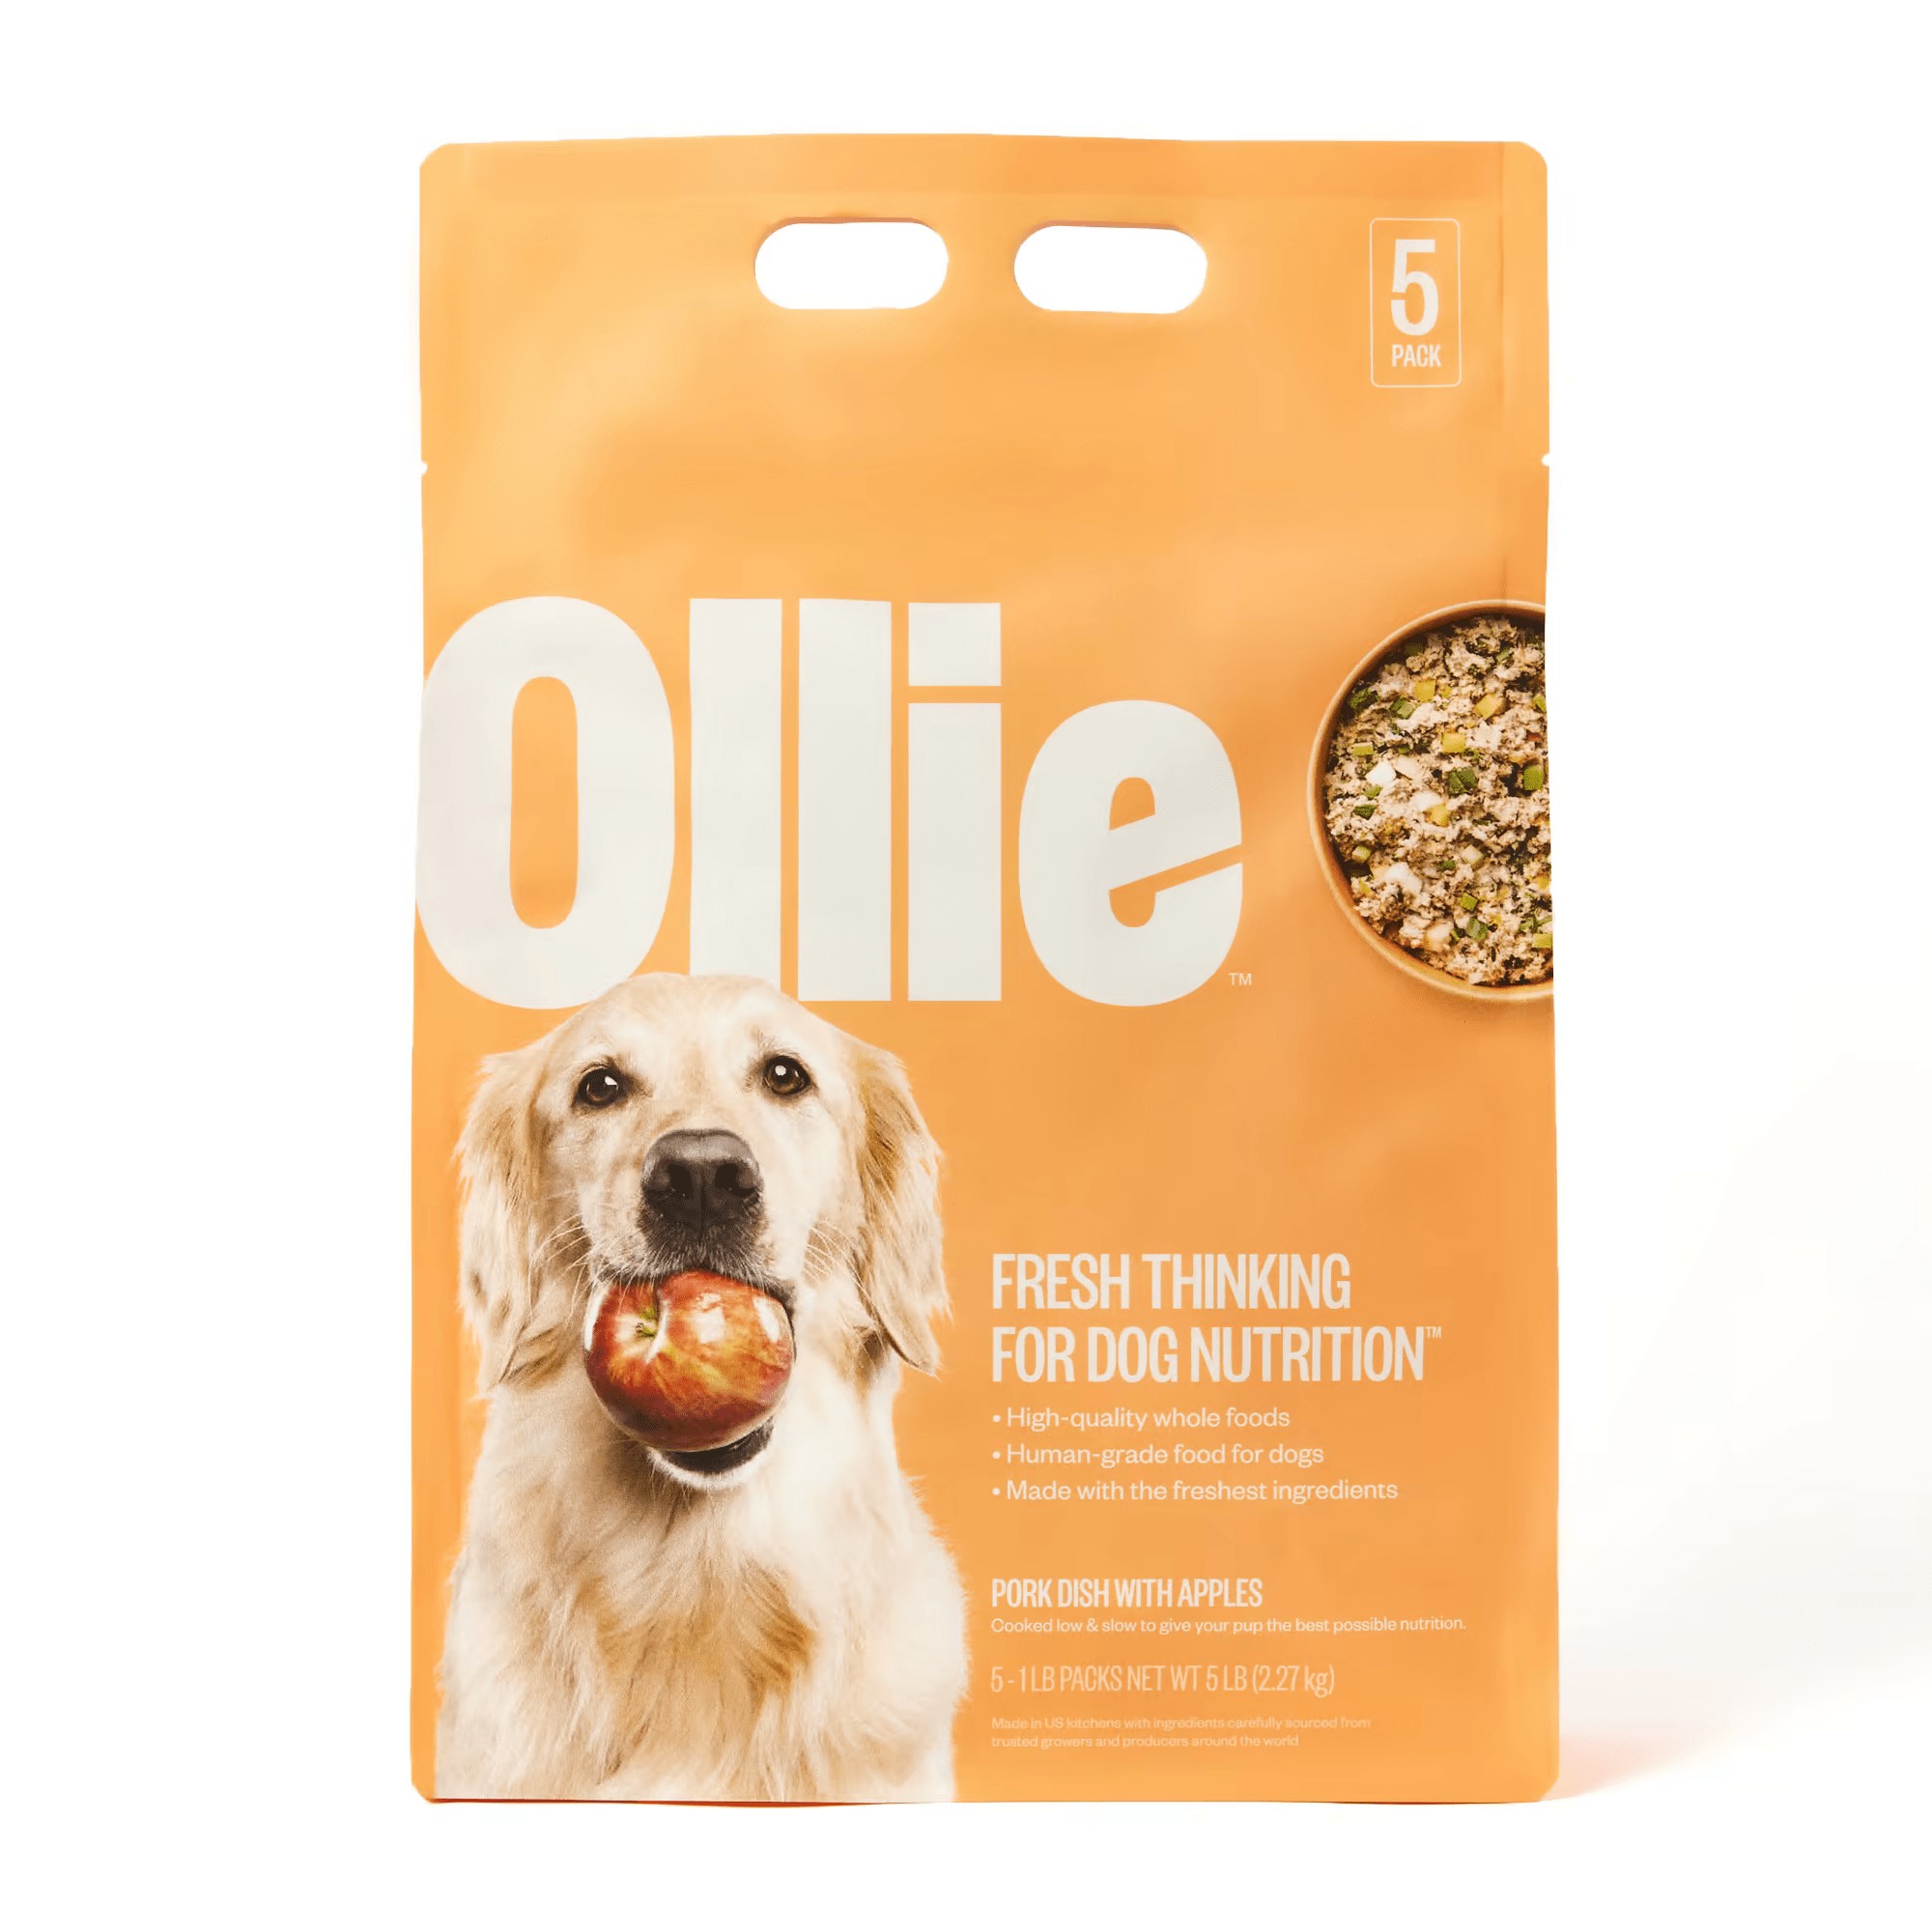 5
PACK
Ollie™
FRESH THINKING
FOR DOG NUTRITION™
• High-quality whole foods
• Human-grade food for dogs
• Made with the freshest ingredients
PORK DISH WITH APPLES
Cooked low & slow to give your pup the best possible nutrition.
5 - 1 LB PACKS NET WT 5 LB (2.27 kg)
Made in US kitchens with ingredients carefully sourced from
trusted growers and producers around the world